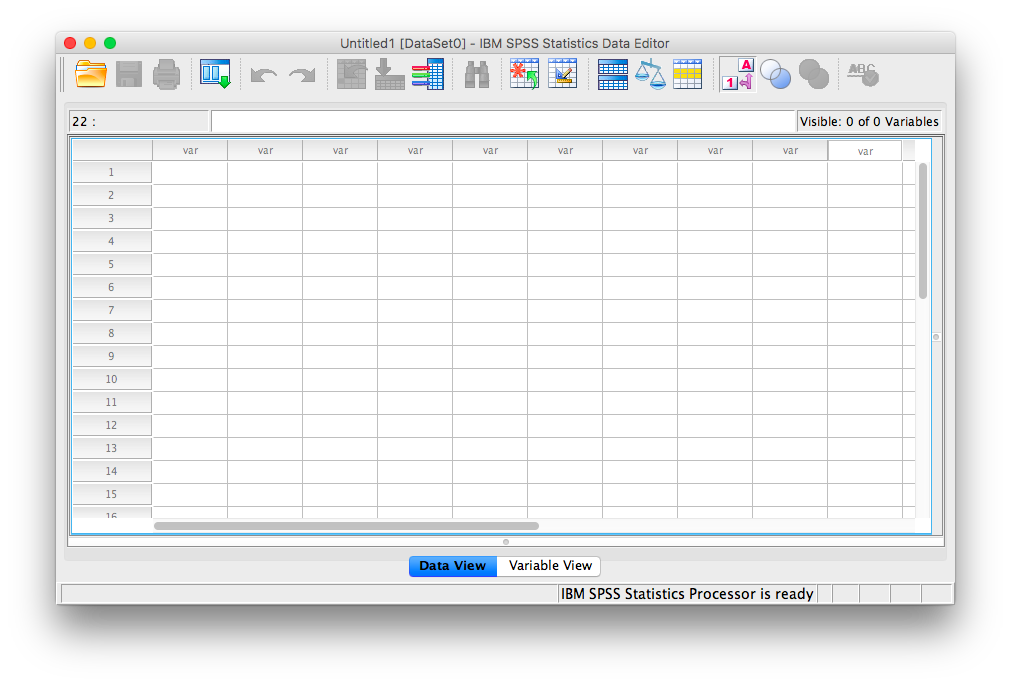 Untitled1 [DataSet0] - IBM SPSS Statistics Data Editor
A
1
ABC
22 :
Visible: 0 of 0 Variables
var var var var var var var var var var
1
2
3
4
5
6
7
8
9
10
11
12
13
14
15
16
Data View Variable View
IBM SPSS Statistics Processor is ready